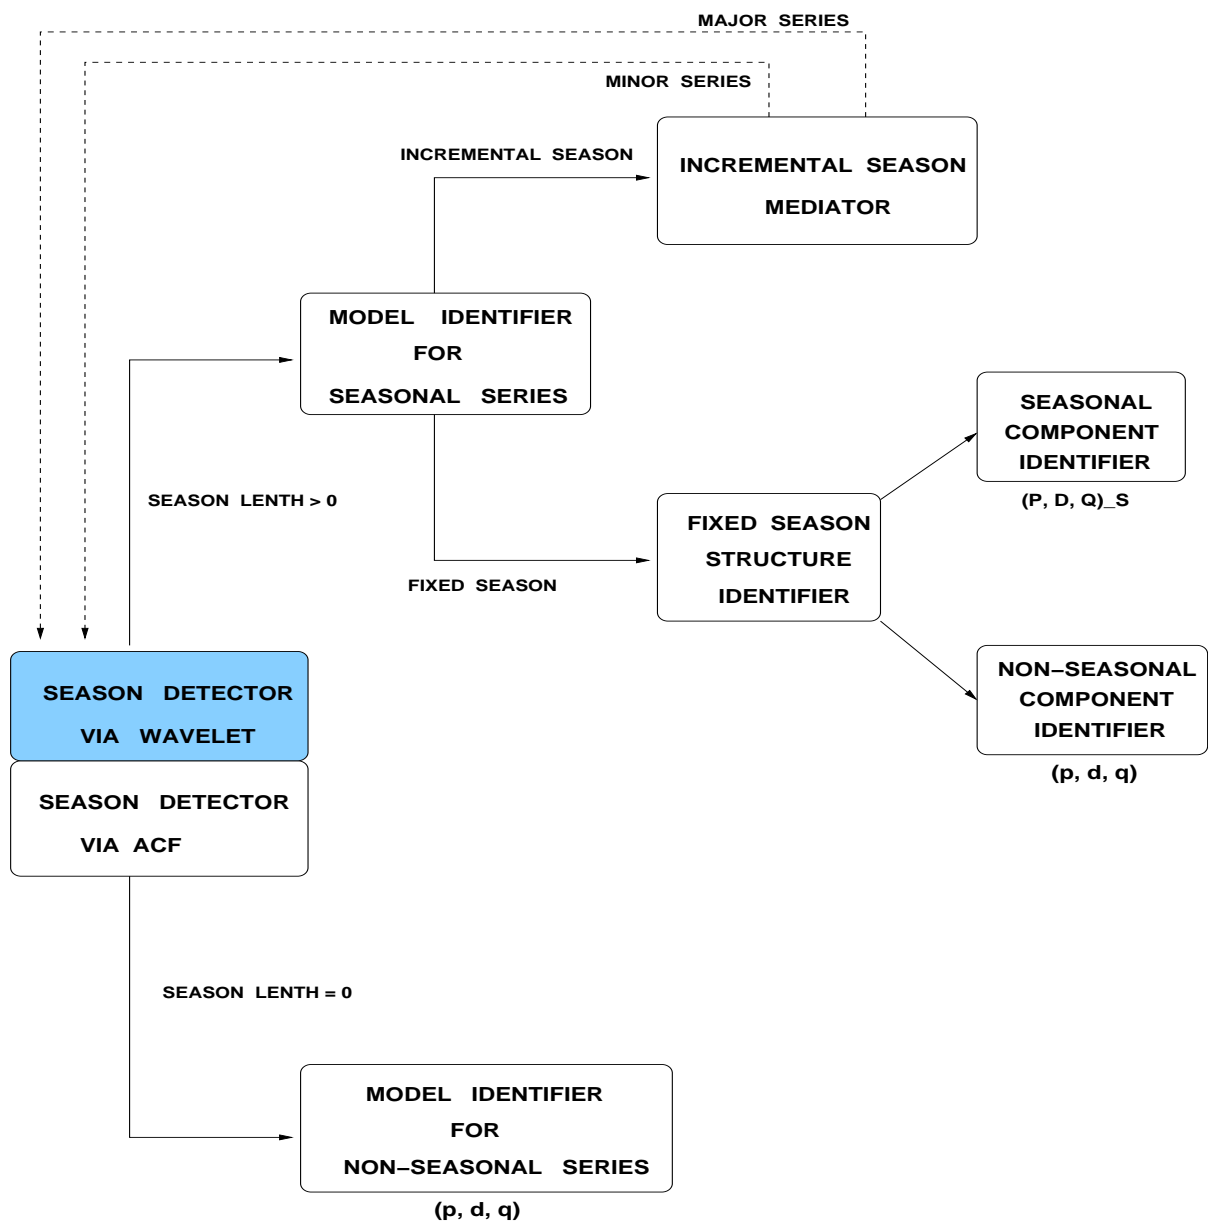 MAJOR SERIES
MINOR SERIES
INCREMENTAL SEASON
INCREMENTAL SEASON
MEDIATOR
MODEL IDENTIFIER
FOR
SEASONAL SERIES
SEASON LENTH > 0
FIXED SEASON
FIXED SEASON
STRUCTURE
IDENTIFIER
SEASONAL
COMPONENT
IDENTIFIER
(P, D, Q)_S
NON–SEASONAL
COMPONENT
IDENTIFIER
(p, d, q)
SEASON DETECTOR
VIA WAVELET
SEASON DETECTOR
VIA ACF
SEASON LENTH = 0
MODEL IDENTIFIER
FOR
NON–SEASONAL SERIES
(p, d, q)